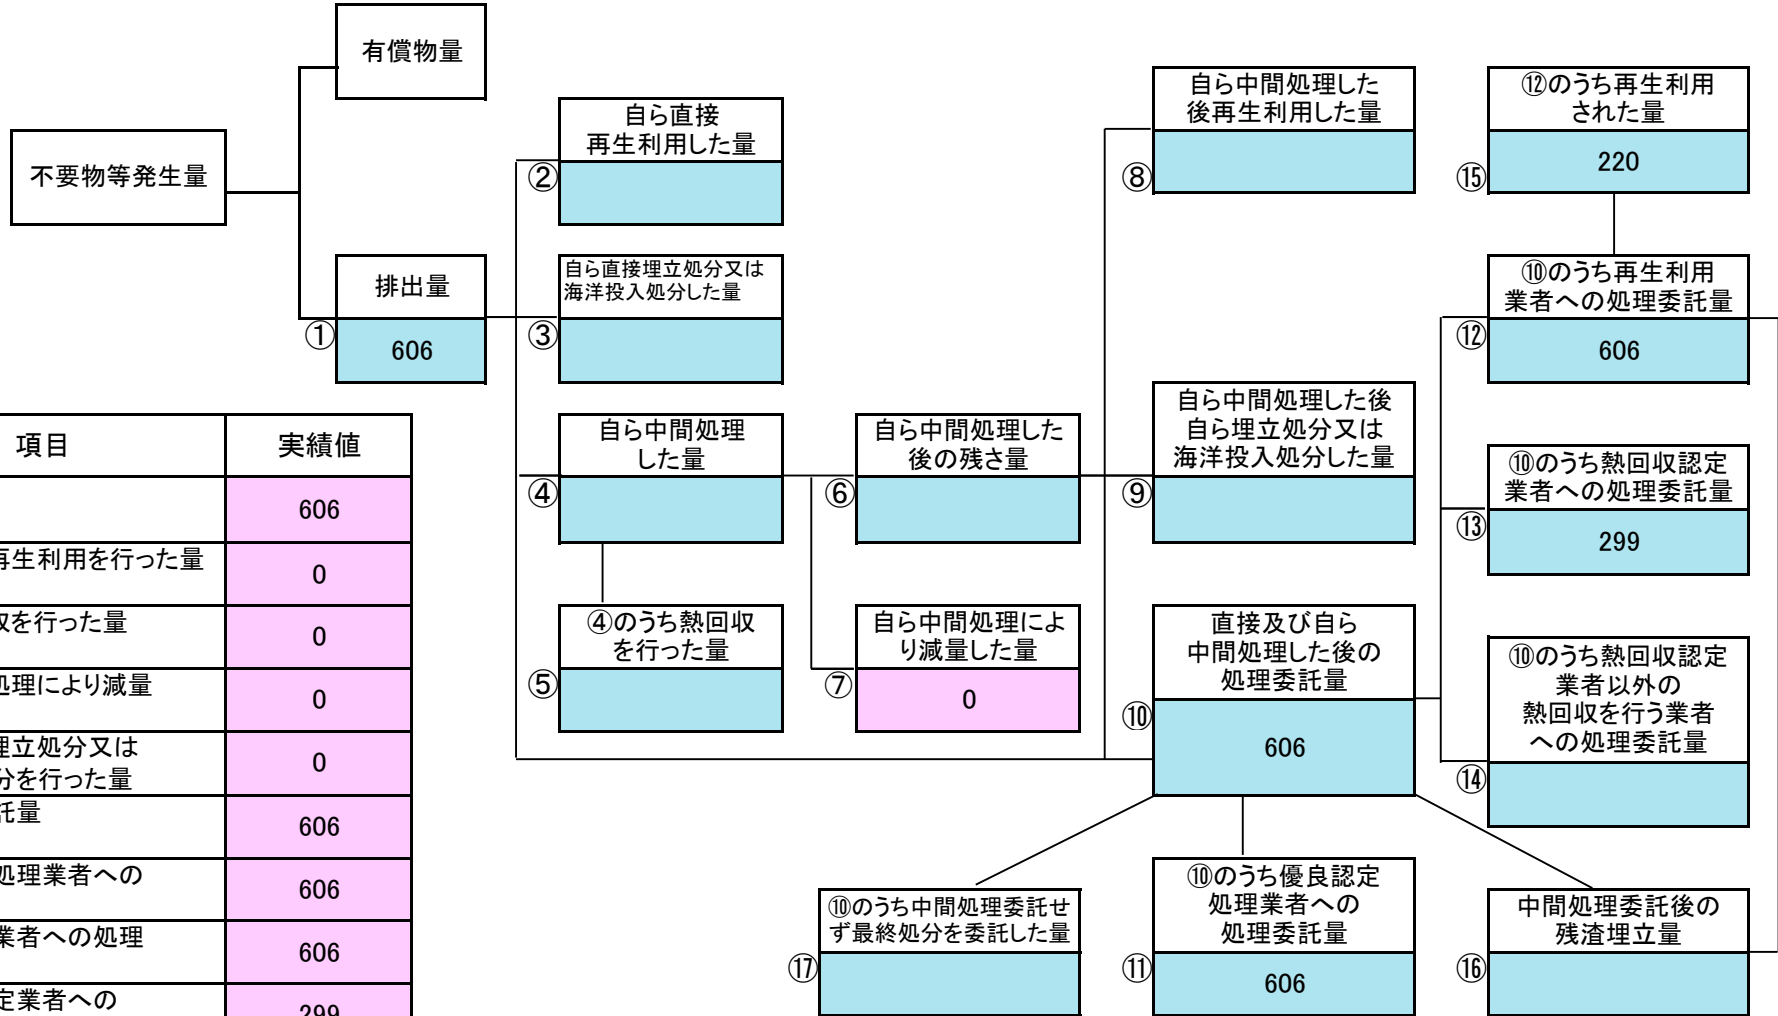 有償物量
不要物等発生量
排出量
①
606
自ら直接
再生利用した量
②
自ら直接埋立処分又は
海洋投入処分した量
③
自ら中間処理
した量
④
④のうち熱回収
を行った量
⑤
自ら中間処理した
後の残さ量
⑥
自ら中間処理によ
り減量した量
⑦
0
自ら中間処理した
後再生利用した量
⑧
自ら中間処理した後
自ら埋立処分又は
海洋投入処分した量
⑨
直接及び自ら
中間処理した後の
処理委託量
⑩
606
⑫のうち再生利用
された量
⑮
220
⑩のうち再生利用
業者への処理委託量
⑫
606
⑩のうち熱回収認定
業者への処理委託量
⑬
299
⑩のうち熱回収認定
業者以外の
熱回収を行う業者
への処理委託量
⑭
⑩のうち中間処理委託せ
ず最終処分を委託した量
⑰
⑩のうち優良認定
処理業者への
処理委託量
⑪
606
中間処理委託後の
残渣埋立量
⑯
項目
実績値
606
再生利用を行った量
0
収を行った量
0
処理により減量
0
埋立処分又は
分を行った量
0
託量
606
処理業者への
606
業者への処理
606
定業者への
299